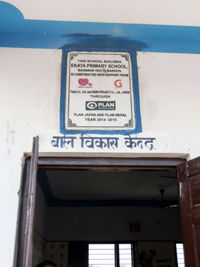 THIS SCHOOL BUILDING
EKATA PRIMARY SCHOOL,
IS CONSTRUCTED WITH SUPPORT FROM
G
THROUGH
PLAN
PLAN JAPAN AND PLAN NEPAL
YEAR 2014-2015
बाल विकास केन्द्र